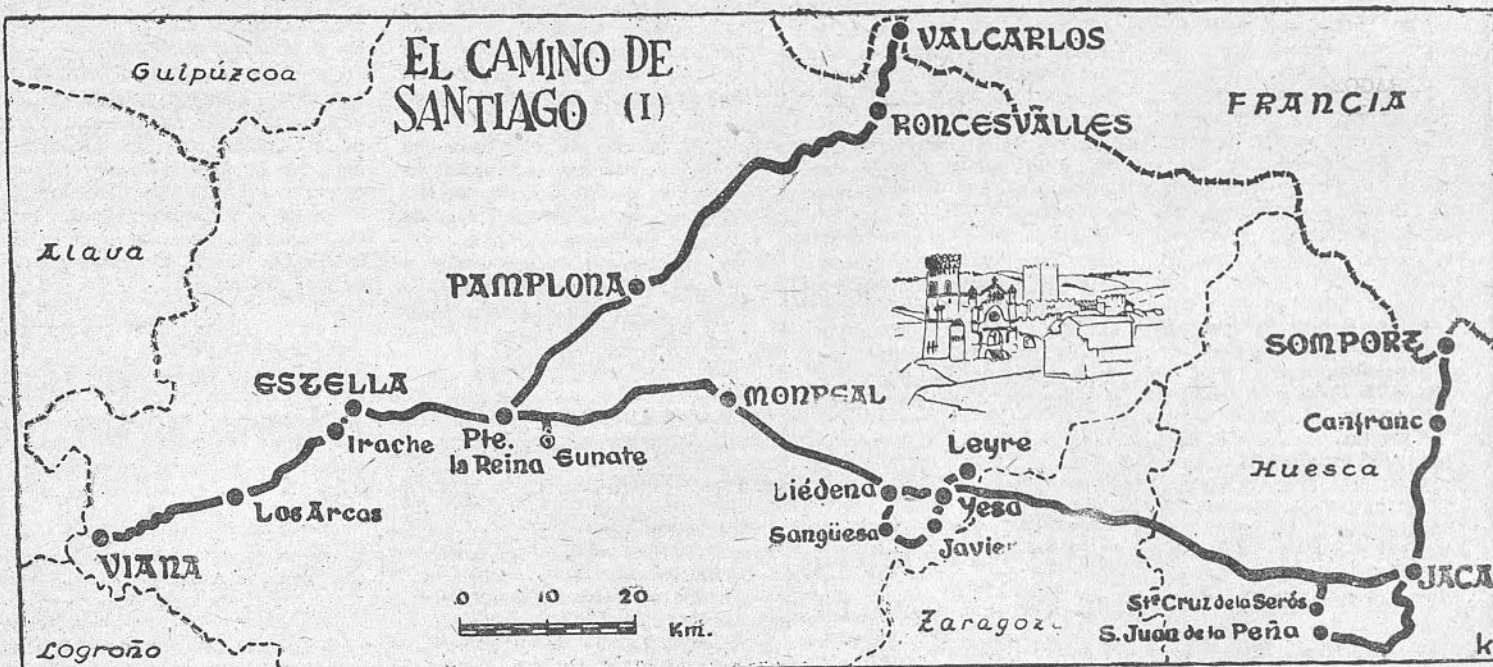 EL CAMINO DE
SANTIAGO (I)
Guipúzcoa
VALCARLOS
FRANCIA
RONCESVALLES
Alava
PAMPLONA
SOMPORT
ESTELLA
MONREAL
Canfranc
Irache
Pte.
la Reina
Eunate
Leyre
Huesca
Liédena
Yesa
Los Arcos
Sangüesa
Javier
VIANA
JACA
0 10 20
Km.
Stª Cruz de la Serós
Zaragoz
S. Juan de la Peña
Logroño
k